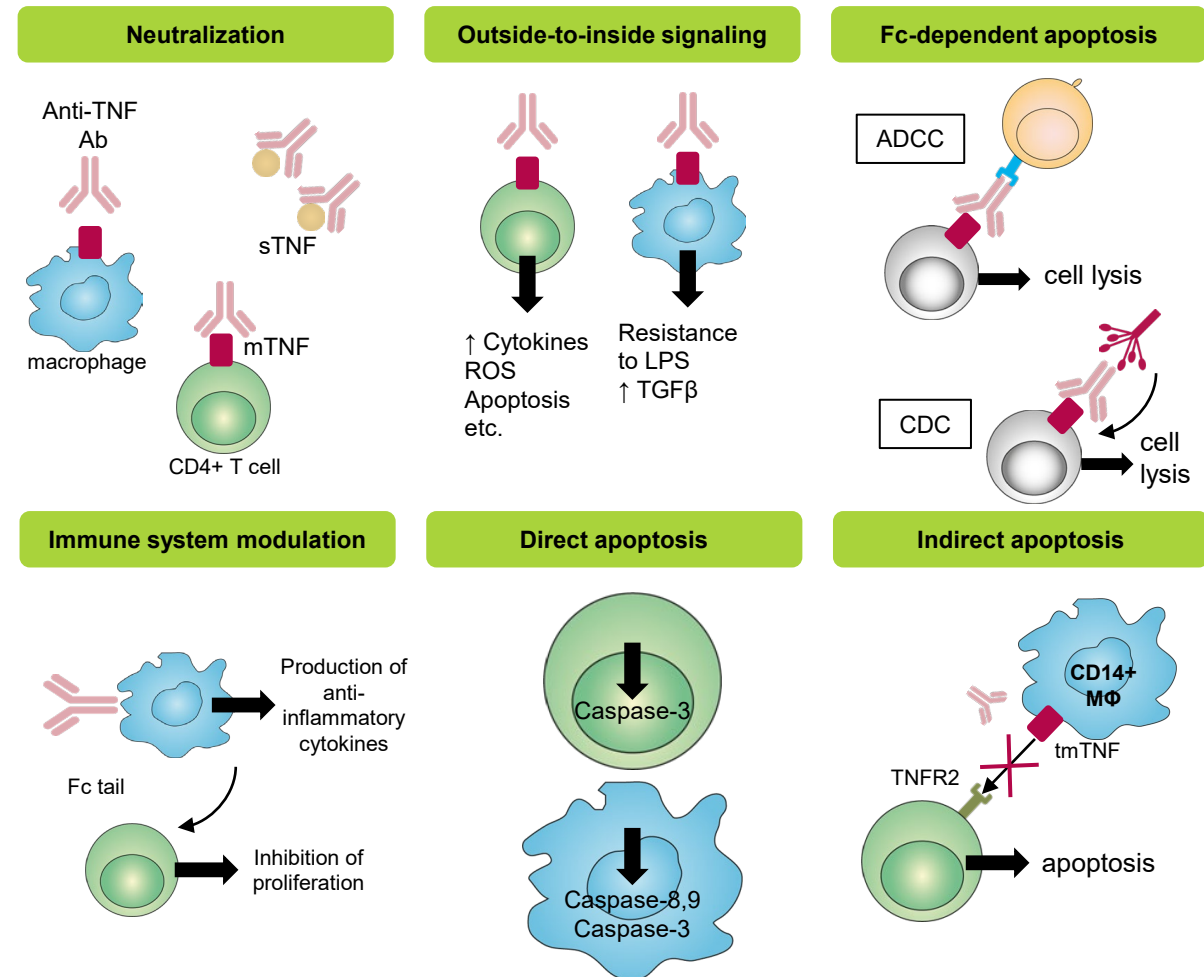 Neutralization
Anti-TNF
Ab
sTNF
macrophage
mTNF
CD4+ T cell
Outside-to-inside signaling
↑ Cytokines
ROS
Apoptosis
etc.
Resistance
to LPS
↑ TGFβ
Fc-dependent apoptosis
ADCC
cell lysis
CDC
cell
lysis
Immune system modulation
Production of
anti-
inflammatory
cytokines
Fc tail
Inhibition of
proliferation
Direct apoptosis
Caspase-3
Caspase-8,9
Caspase-3
Indirect apoptosis
CD14+
MΦ
tmTNF
TNFR2
apoptosis